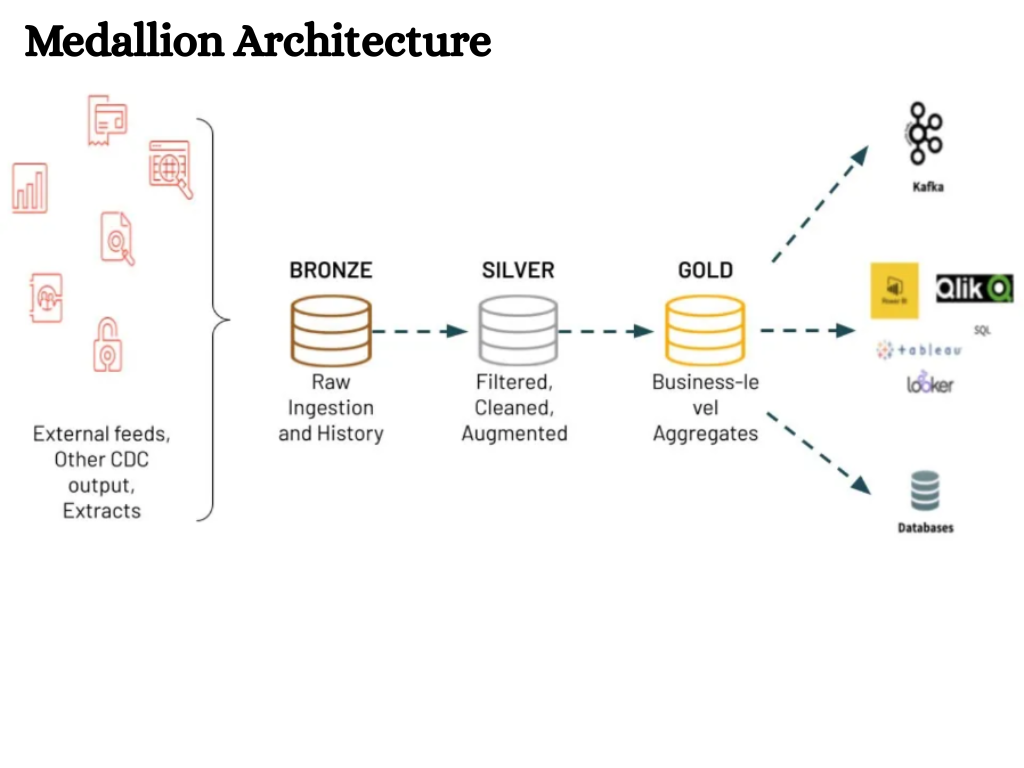 Medallion Architecture
External feeds,
Other CDC
output,
Extracts
BRONZE
Raw
Ingestion
and History
SILVER
Filtered,
Cleaned,
Augmented
GOLD
Business-le
vel
Aggregates
Kafka
Power BI
Qlik Q
SQL
+ableau
looker
Databases